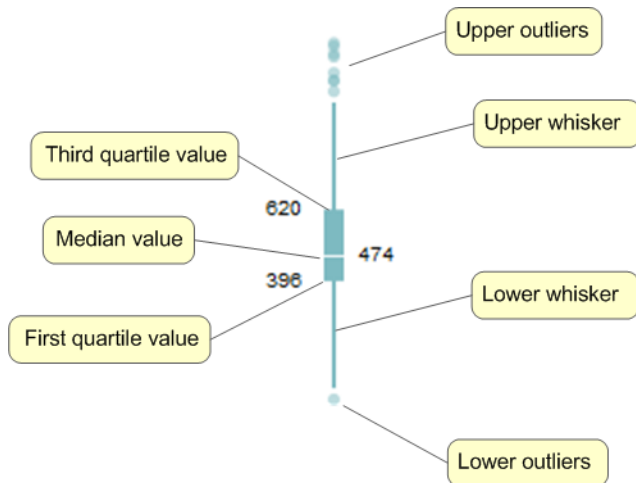 Upper outliers
Upper whisker
Third quartile value
620
Median value
474
396
Lower whisker
First quartile value
Lower outliers